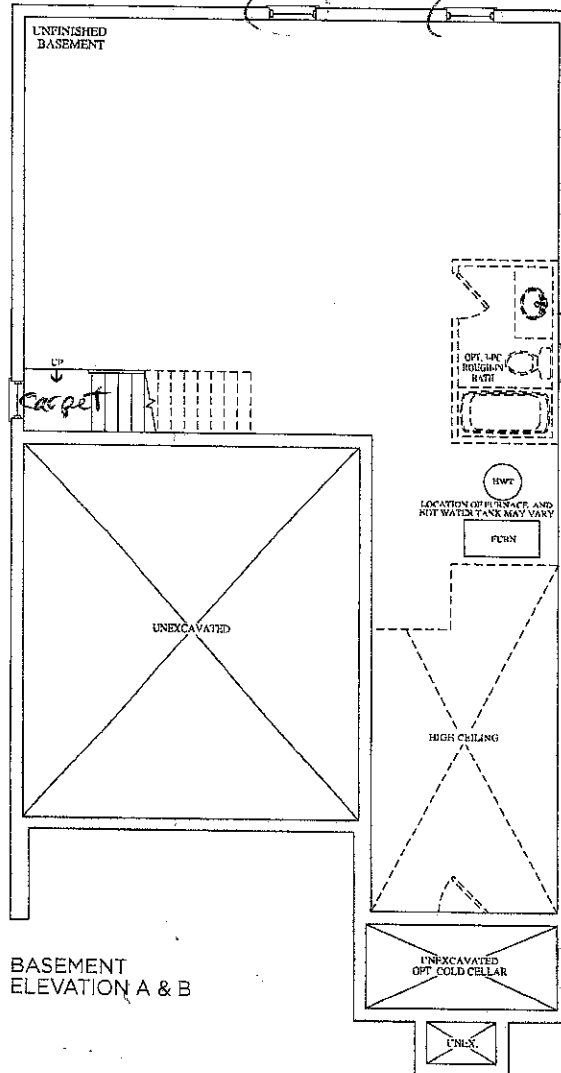 UNFINISHED
BASEMENT
OPT. 3-PC
ROUGH-IN
BATH
UP
carpet
HWT
LOCATION OF FURNACE AND
HOT WATER TANK MAY VARY
FURN
UNEXCAVATED
HIGH CEILING
UNEXCAVATED
OPT. COLD CELLAR
BASEMENT
ELEVATION A & B
UNEX.